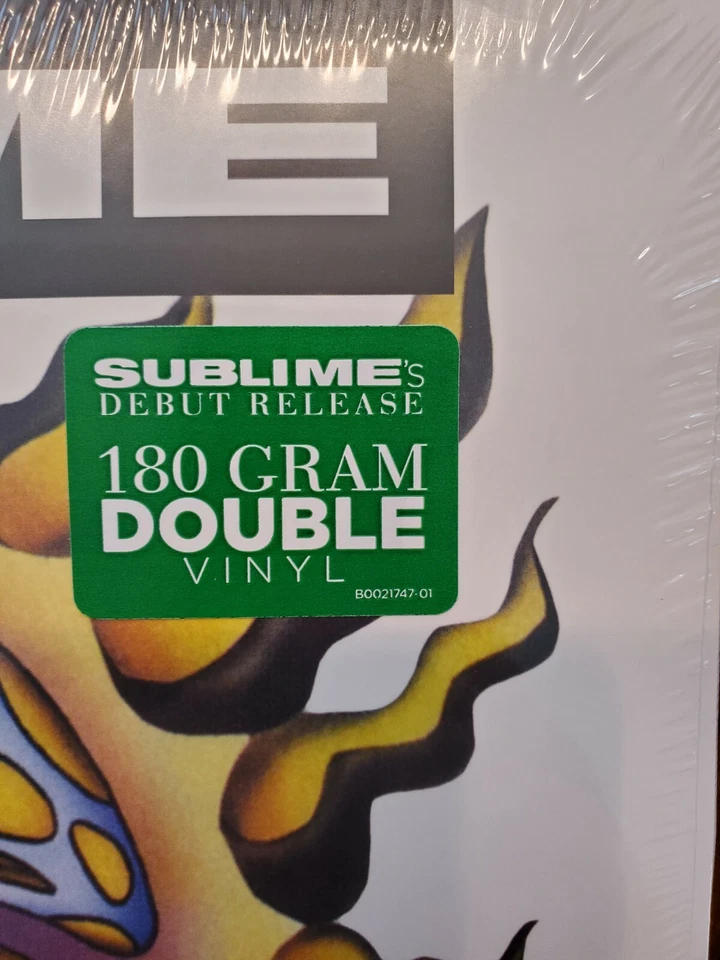 ME
SUBLIME's
DEBUT RELEASE
180 GRAM
DOUBLE
VINYL
B0021747-01